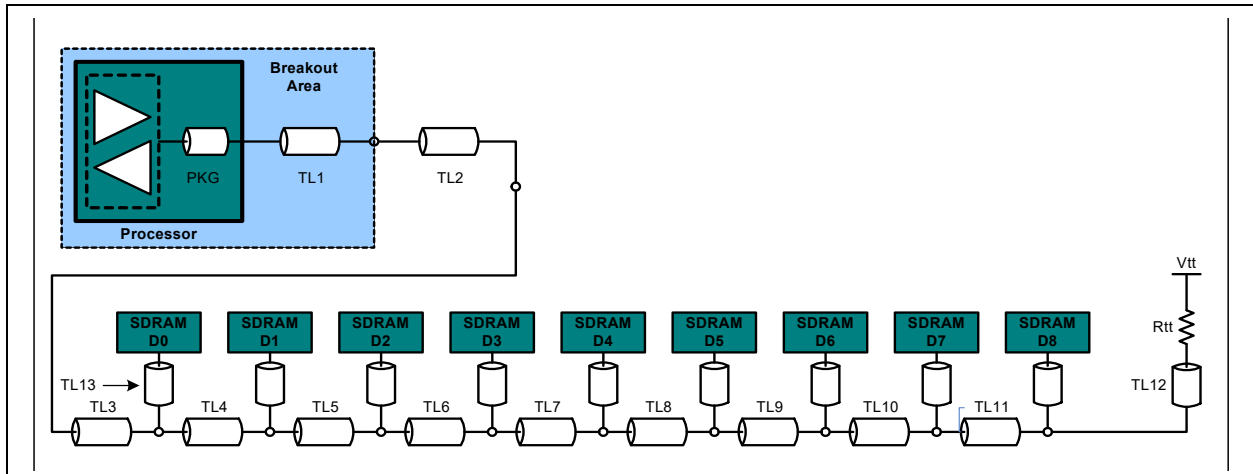 Breakout
Area
PKG
TL1
TL2
Processor
Vtt
Rtt
SDRAM
D0
SDRAM
D1
SDRAM
D2
SDRAM
D3
SDRAM
D4
SDRAM
D5
SDRAM
D6
SDRAM
D7
SDRAM
D8
TL13
TL12
TL3
TL4
TL5
TL6
TL7
TL8
TL9
TL10
TL11